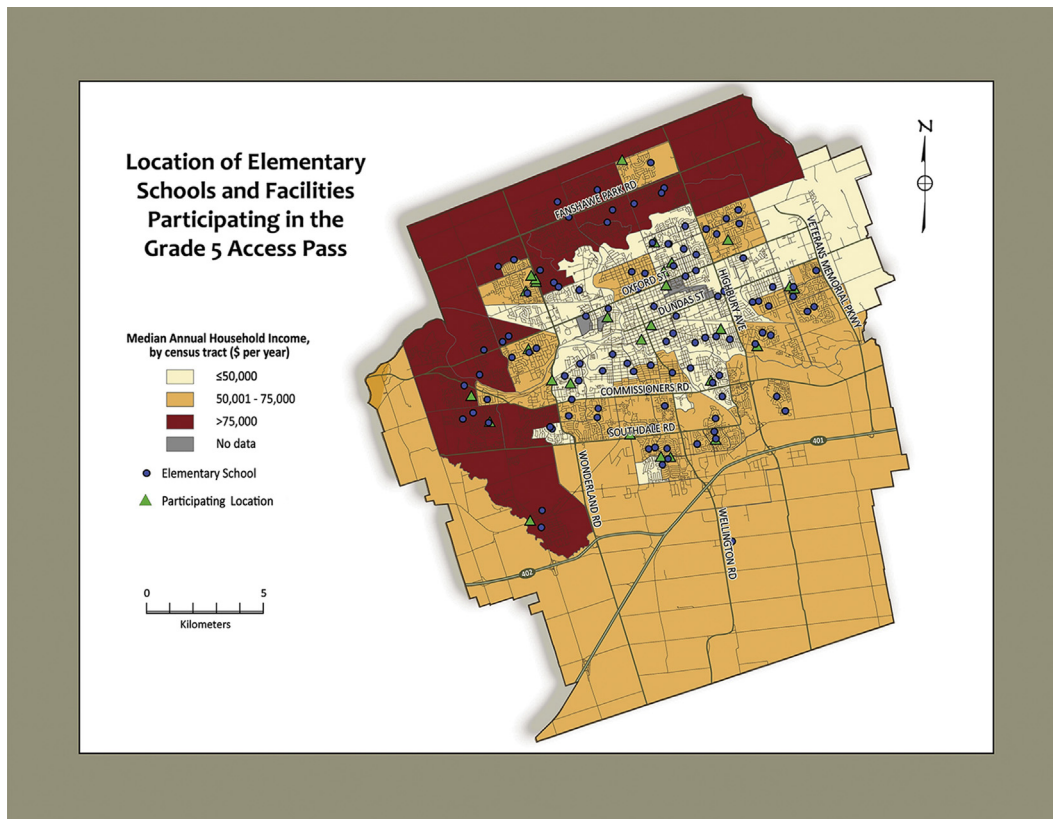 Location of Elementary
Schools and Facilities
Participating in the
Grade 5 Access Pass
N
Median Annual Household Income,
by census tract ($ per year)
≤50,000
50,001 - 75,000
>75,000
No data
Elementary School
Participating Location
0 5
Kilometers
FANSHAWE PARK RD
VETERANS MEMORIAL PKWY
OXFORD ST
HIGHBURY AVE
DUNDAS ST
COMMISSIONERS RD
SOUTHDALE RD
401
WONDERLAND RD
WELLINGTON RD
402